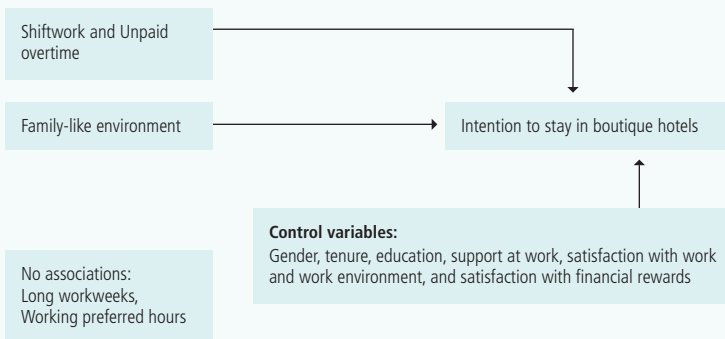 Shiftwork and Unpaid
overtime
Family-like environment
Intention to stay in boutique hotels
Control variables:
Gender, tenure, education, support at work, satisfaction with work
and work environment, and satisfaction with financial rewards
No associations:
Long workweeks,
Working preferred hours